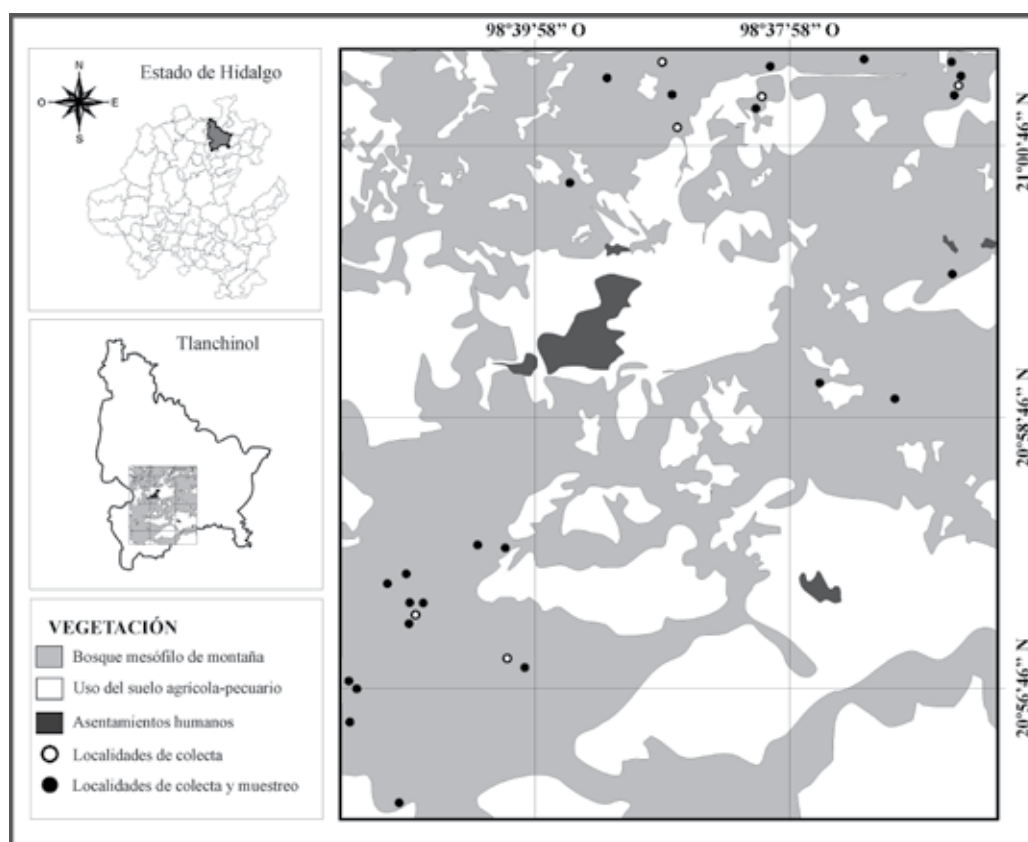 98°39'58’’ O
98°37'58’’ O
Estado de Hidalgo
N
O
E
S
21°00'46’’ N
20°58'46’’ N
20°56'46’’ N
Tlanchinol
VEGETACIÓN
Bosque mesófilo de montaña
Uso del suelo agrícola-pecuario
Asentamientos humanos
Localidades de colecta
Localidades de colecta y muestreo